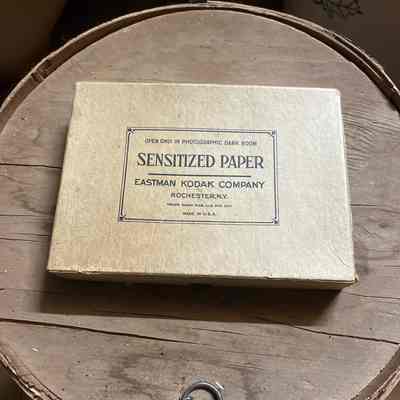 OPEN ONLY IN PHOTOGRAPHIC DARK ROOM
SENSITIZED PAPER
EASTMAN KODAK COMPANY
ROCHESTER, N.Y.
MADE IN U.S.A.